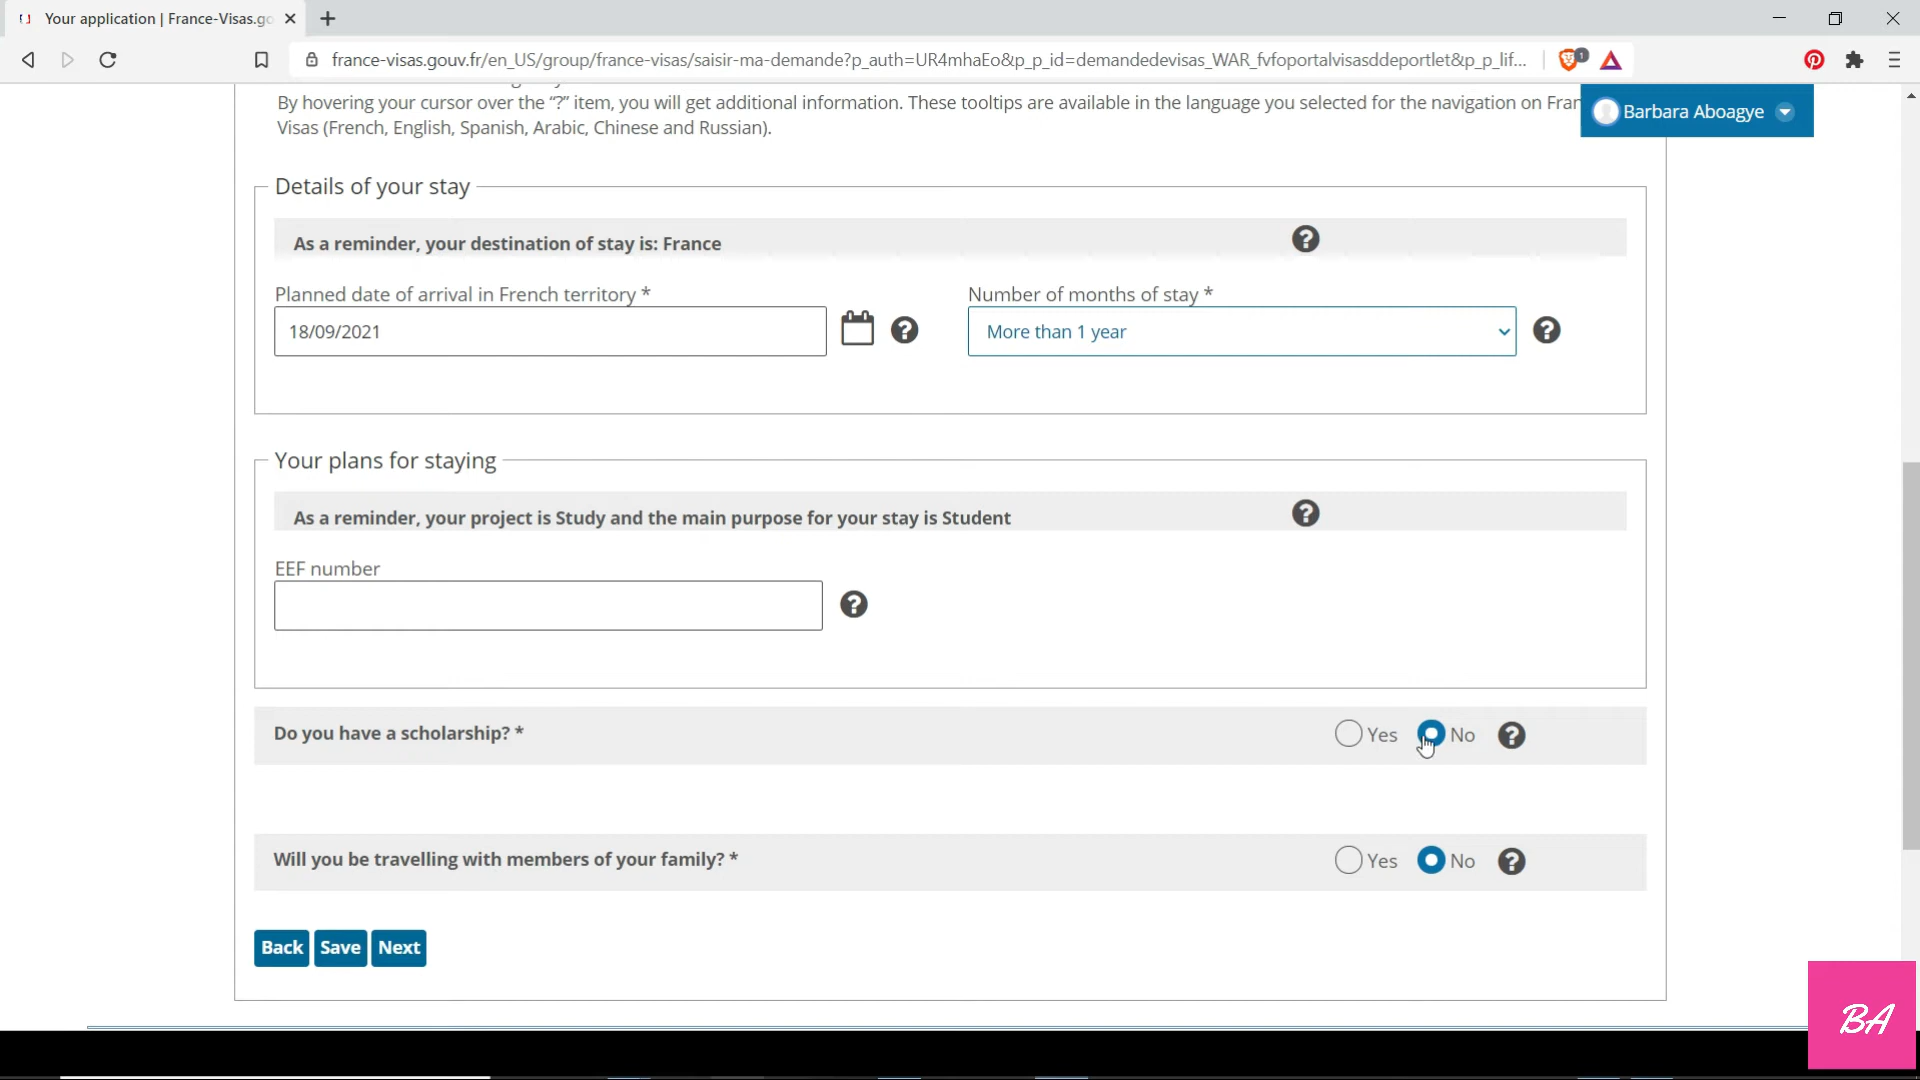 Your application | France-Visas.go
france-visas.gouv.fr/en_US/group/france-visas/saisir-ma-demande?p_auth=UR4mhaEo&p_p_id=demandedevisas_WAR_fvfoportalvisasddeportlet&p_p_lif...
1
By hovering your cursor over the “?” item, you will get additional information. These tooltips are available in the language you selected for the navigation on
Visas (French, English, Spanish, Arabic, Chinese and Russian).
Barbara Aboagye
Details of your stay
As a reminder, your destination of stay is: France ?
Planned date of arrival in French territory * Number of months of stay *
18/09/2021 ? More than 1 year ?
Your plans for staying
As a reminder, your project is Study and the main purpose for your stay is Student ?
EEF number
?
Do you have a scholarship? * Yes No ?
Will you be travelling with members of your family? * Yes No ?
Back Save Next
BA